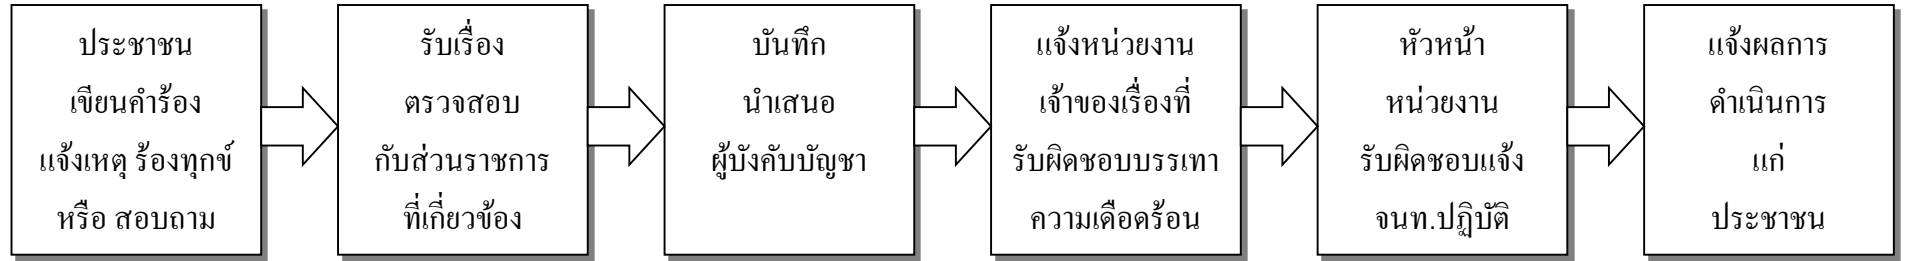 ประชาชน
เขียนคำร้อง
แจ้งเหตุ ร้องทุกข์
หรือ สอบถาม
รับเรื่อง
ตรวจสอบ
กับส่วนราชการ
ที่เกี่ยวข้อง
บันทึก
นำเสนอ
ผู้บังคับบัญชา
แจ้งหน่วยงาน
เจ้าของเรื่องที่
รับผิดชอบบรรเทา
ความเดือดร้อน
หัวหน้า
หน่วยงาน
รับผิดชอบแจ้ง
จนท.ปฏิบัติ
แจ้งผลการ
ดำเนินการ
แก่
ประชาชน